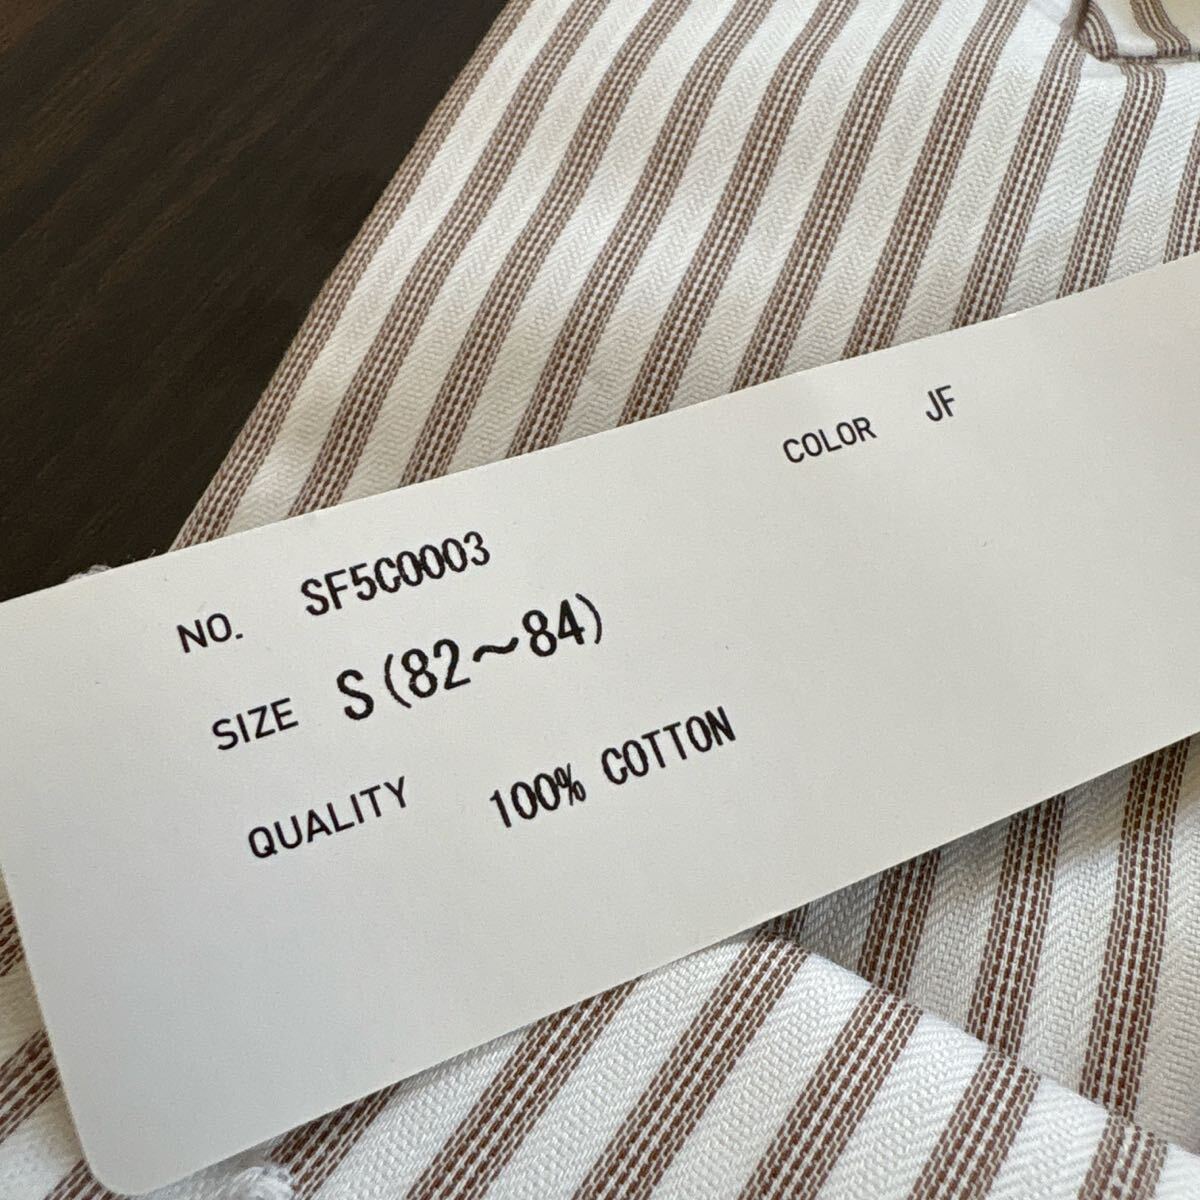 COLOR JF
NO. SF5C0003
SIZE S(82〜84)
QUALITY 100% COTTON